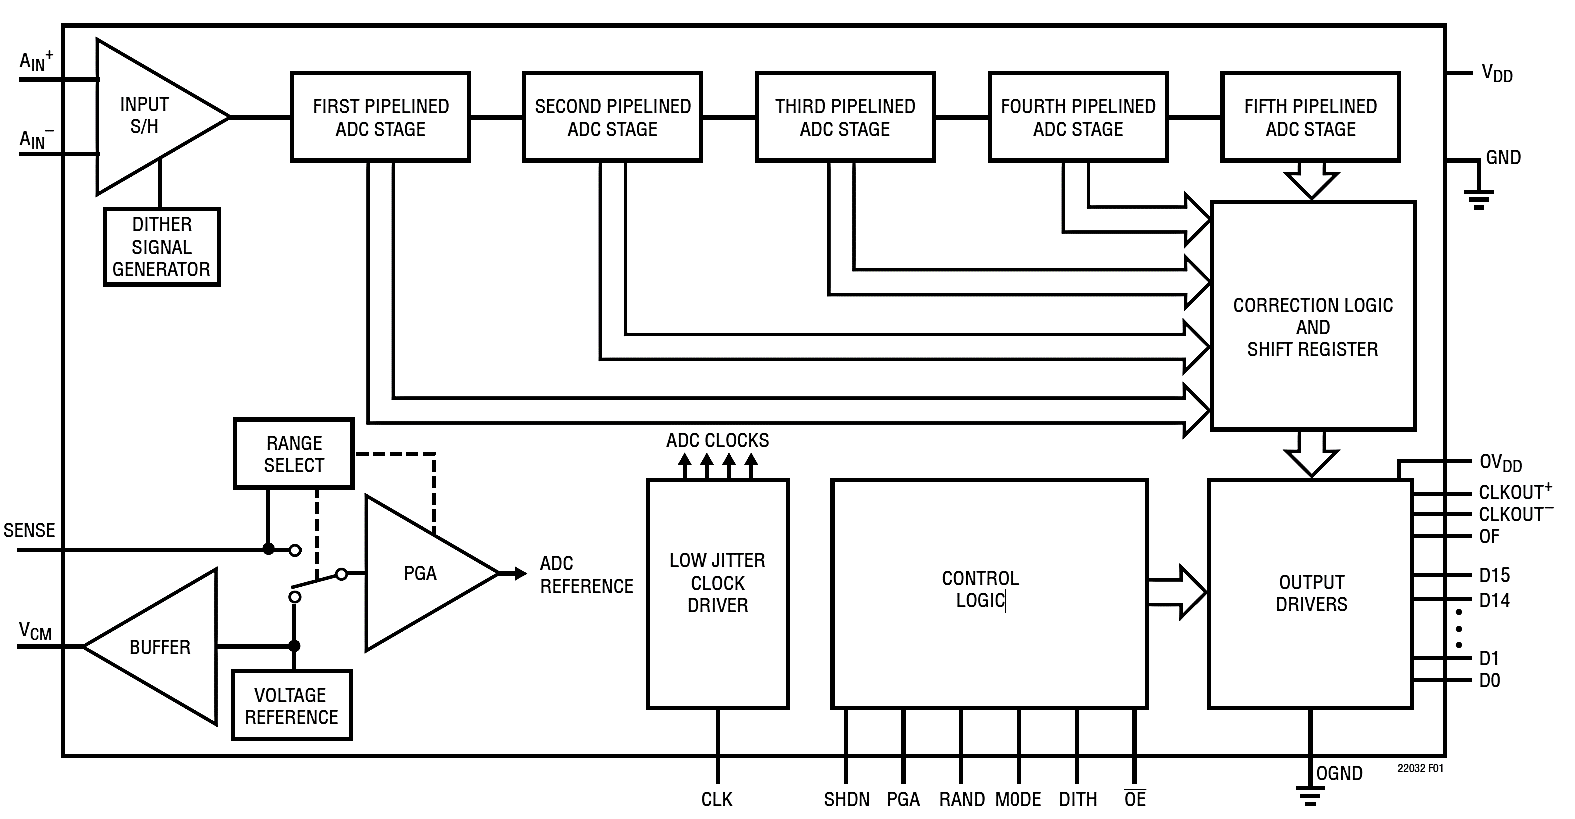 AIN+
AIN−
INPUT
S/H
DITHER
SIGNAL
GENERATOR
FIRST PIPELINED
ADC STAGE
SECOND PIPELINED
ADC STAGE
THIRD PIPELINED
ADC STAGE
FOURTH PIPELINED
ADC STAGE
FIFTH PIPELINED
ADC STAGE
VDD
GND
CORRECTION LOGIC
AND
SHIFT REGISTER
RANGE
SELECT
SENSE
PGA
ADC
REFERENCE
VCM
BUFFER
VOLTAGE
REFERENCE
ADC CLOCKS
LOW JITTER
CLOCK
DRIVER
CONTROL
LOGIC
OUTPUT
DRIVERS
OVDD
CLKOUT+
CLKOUT−
OF
D15
D14
D1
D0
CLK
SHDN
PGA
RAND
MODE
DITH
O̅E̅
OGND
22032 F01